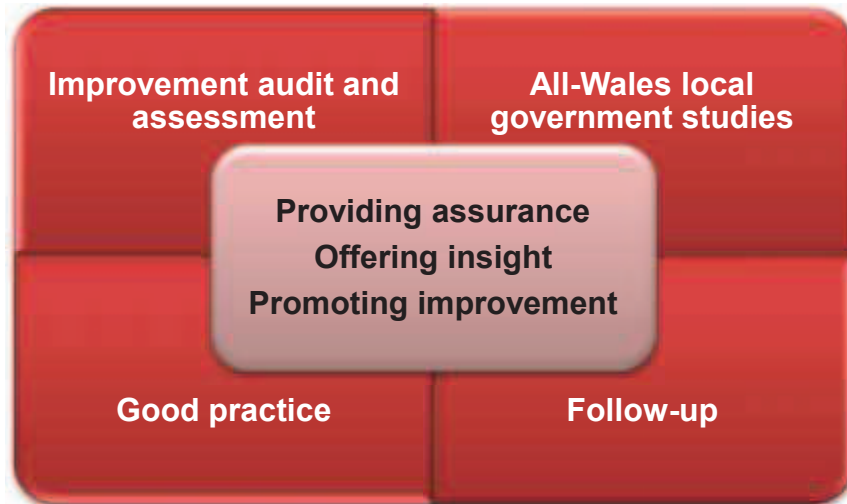 Improvement audit and
assessment
All-Wales local
government studies
Providing assurance
Offering insight
Promoting improvement
Good practice
Follow-up